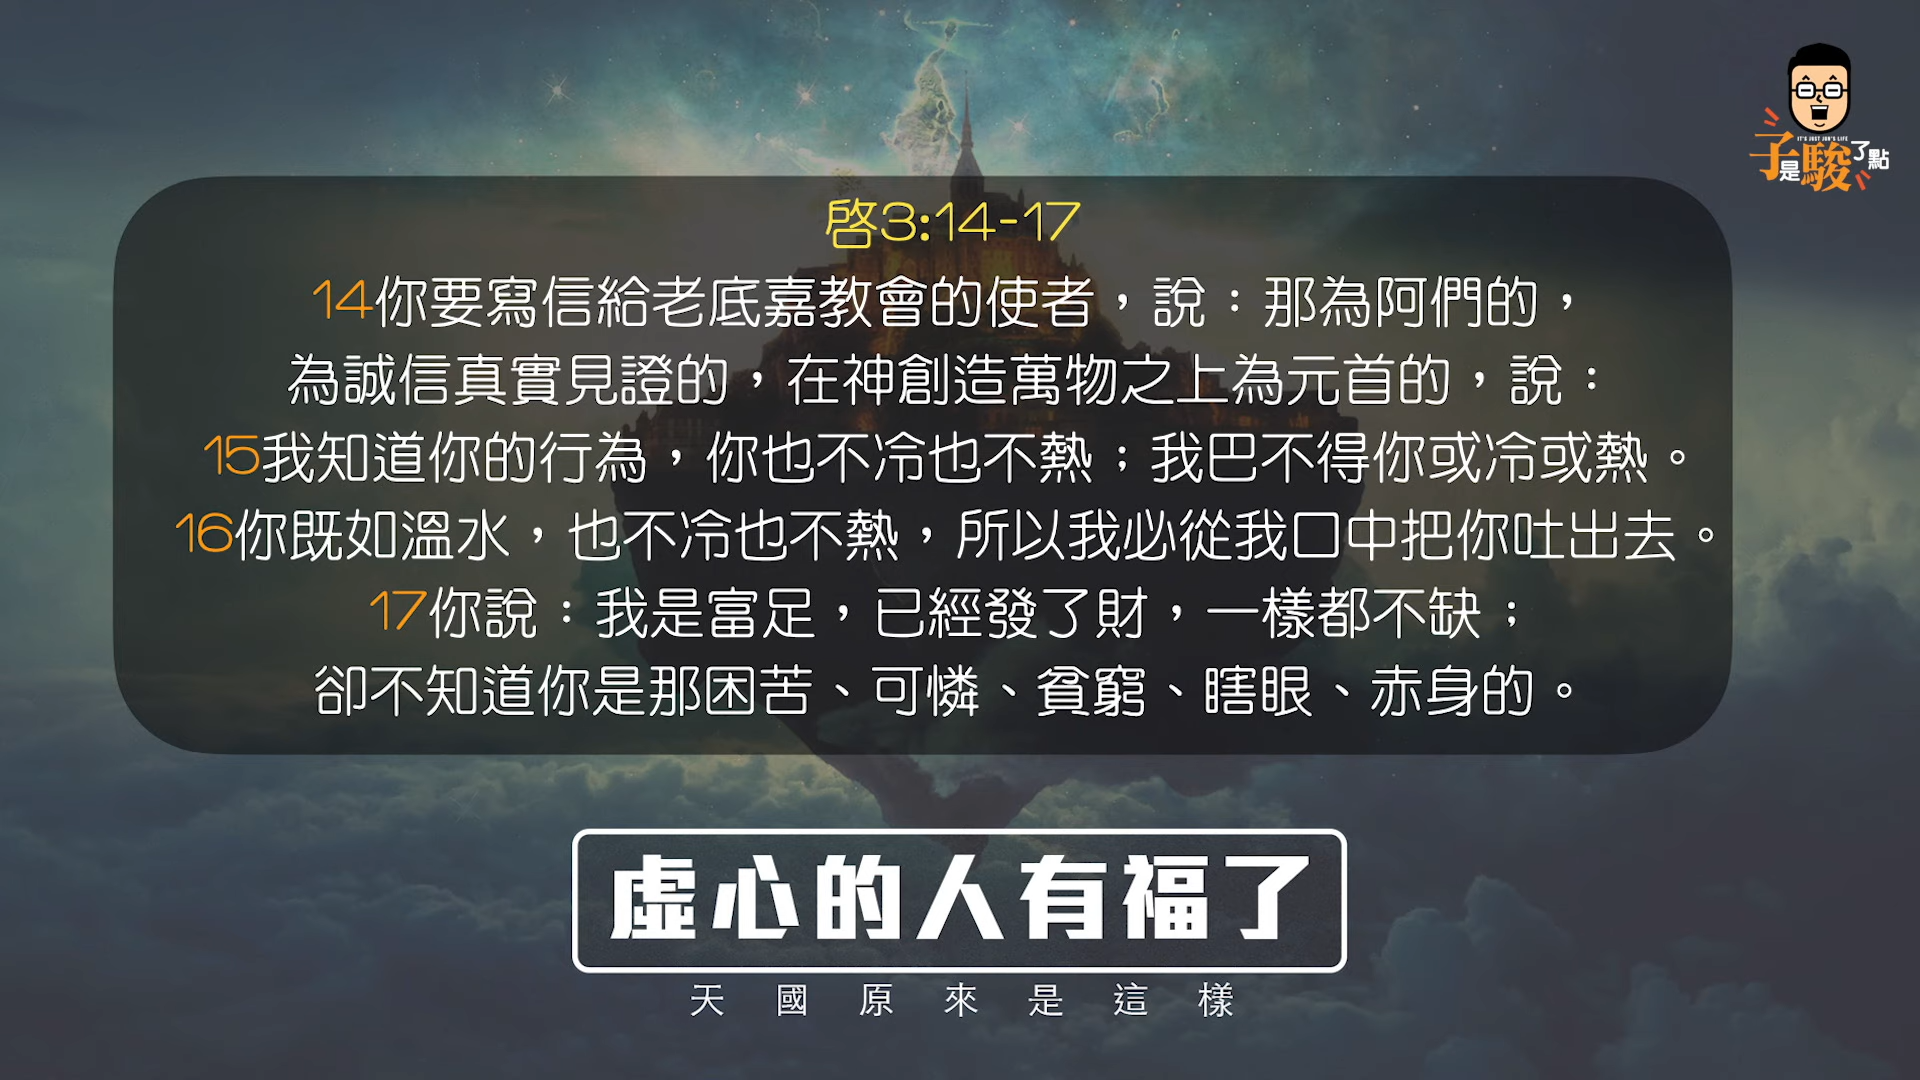 IT'S JUST JUN'S LIFE
子是駿了點
啓3:14-17
14你要寫信給老底嘉教會的使者，說：那為阿們的，
為誠信真實見證的，在神創造萬物之上為元首的，說：
15我知道你的行為，你也不冷也不熱；我巴不得你或冷或熱。
16你既如溫水，也不冷也不熱，所以我必從我口中把你吐出去。
17你說：我是富足，已經發了財，一樣都不缺；
卻不知道你是那困苦、可憐、貧窮、瞎眼、赤身的。
虛心的人有福了
天國原來是這樣